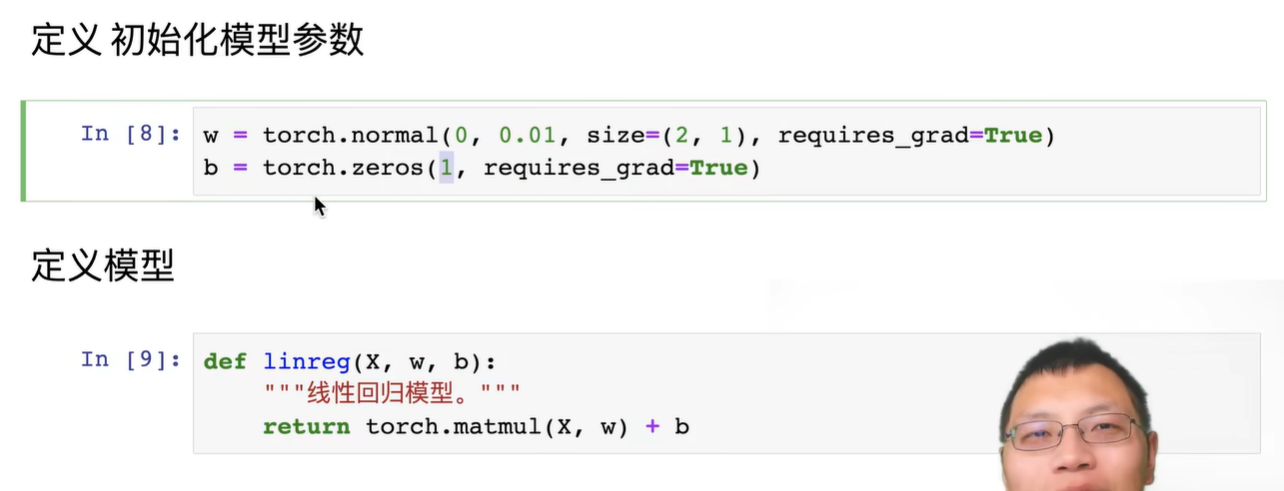 定义 初始化模型参数
In [8]: w = torch.normal(0, 0.01, size=(2, 1), requires_grad=True)
b = torch.zeros(1, requires_grad=True)
定义模型
In [9]: def linreg(X, w, b):
"""线性回归模型。"""
return torch.matmul(X, w) + b